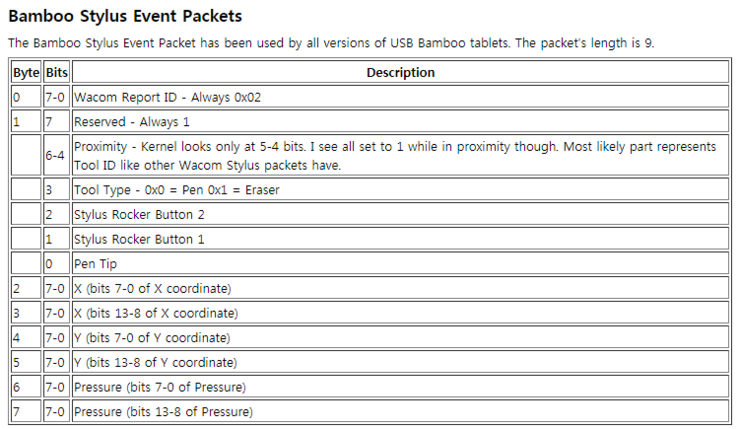 Bamboo Stylus Event Packets
The Bamboo Stylus Event Packet has been used by all versions of USB Bamboo tablets. The packet's length is 9.
Byte Bits Description
0 7-0 Wacom Report ID - Always 0x02
1 7 Reserved - Always 1
6-4 Proximity - Kernel looks only at 5-4 bits. I see all set to 1 while in proximity though. Most likely part represents
Tool ID like other Wacom Stylus packets have.
3 Tool Type - 0x0 = Pen 0x1 = Eraser
2 Stylus Rocker Button 2
1 Stylus Rocker Button 1
0 Pen Tip
2 7-0 X (bits 7-0 of X coordinate)
3 7-0 X (bits 13-8 of X coordinate)
4 7-0 Y (bits 7-0 of Y coordinate)
5 7-0 Y (bits 13-8 of Y coordinate)
6 7-0 Pressure (bits 7-0 of Pressure)
7 7-0 Pressure (bits 13-8 of Pressure)